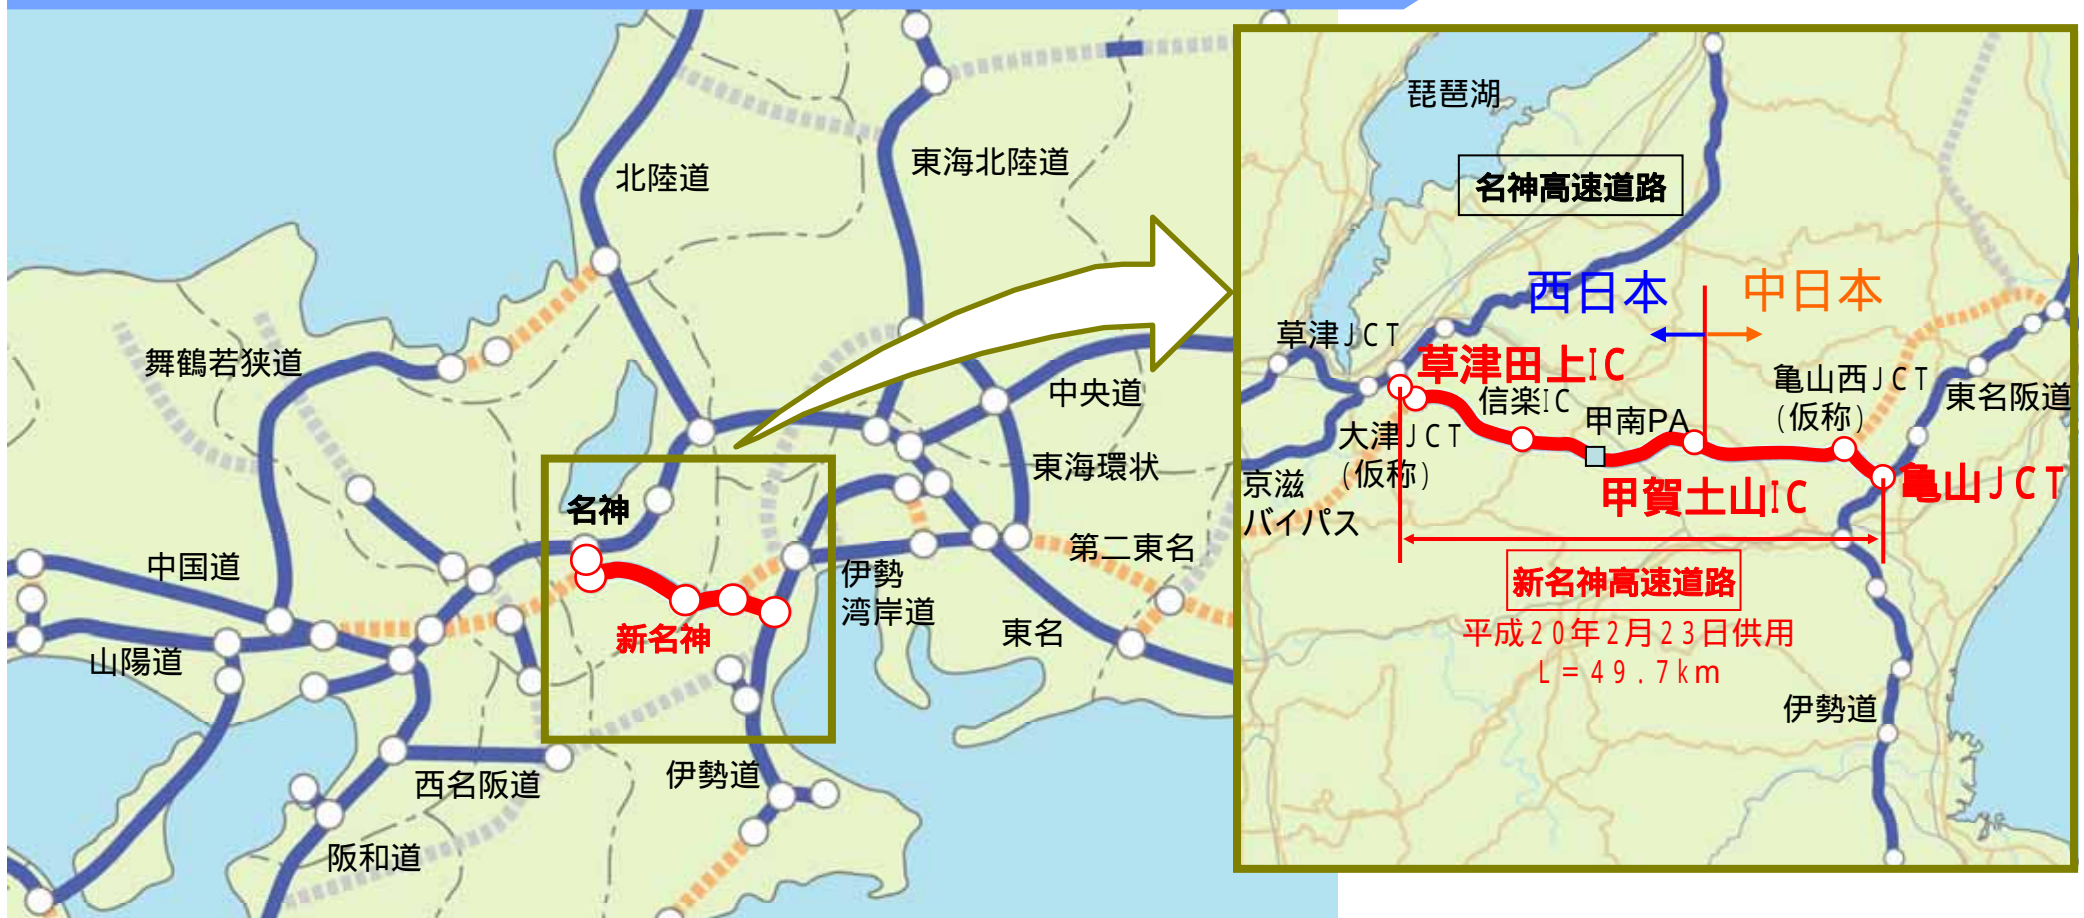 北陸道
東海北陸道
舞鶴若狭道
中央道
東海環状
名神
第二東名
中国道
伊勢
湾岸道
新名神
東名
山陽道
西名阪道
伊勢道
阪和道
琵琶湖
名神高速道路
西日本
中日本
草津JCT
草津田上IC
信楽IC
亀山西JCT
(仮称)
東名阪道
甲南PA
大津JCT
(仮称)
京滋
バイパス
甲賀土山IC
亀山JCT
新名神高速道路
平成20年2月23日供用
L=49.7km
伊勢道